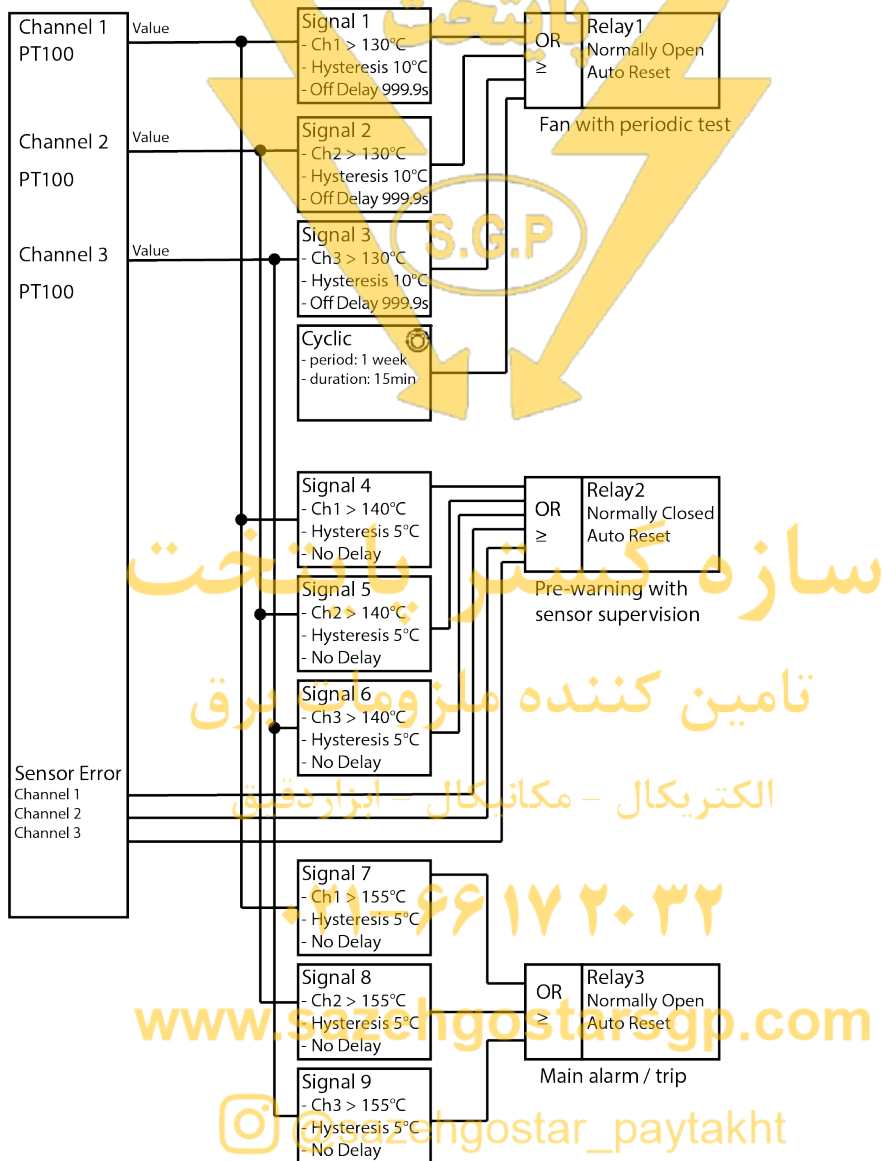 Channel 1
PT100
Value
Channel 2
PT100
Value
Channel 3
PT100
Value
Signal 1
- Ch1 > 130°C
- Hysteresis 10°C
- Off Delay 999.9s
Signal 2
- Ch2 > 130°C
- Hysteresis 10°C
- Off Delay 999.9s
Signal 3
- Ch3 > 130°C
- Hysteresis 10°C
- Off Delay 999.9s
Cyclic
- period: 1 week
- duration: 15min
OR
≥
Relay1
Normally Open
Auto Reset
Fan with periodic test
پایتخت
S.G.P
Signal 4
- Ch1 > 140°C
- Hysteresis 5°C
- No Delay
Signal 5
- Ch2 > 140°C
- Hysteresis 5°C
- No Delay
Signal 6
- Ch3 > 140°C
- Hysteresis 5°C
- No Delay
OR
≥
Relay2
Normally Closed
Auto Reset
Pre-warning with
sensor supervision
سازه گستر پایتخت
تامین کننده ملزومات برق
الکتریکال – مکانیکال – ابزاردقیق
Sensor Error
Channel 1
Channel 2
Channel 3
Signal 7
- Ch1 > 155°C
- Hysteresis 5°C
- No Delay
Signal 8
- Ch2 > 155°C
- Hysteresis 5°C
- No Delay
Signal 9
- Ch3 > 155°C
- Hysteresis 5°C
- No Delay
OR
≥
Relay3
Normally Open
Auto Reset
Main alarm / trip
۰۲۱–۶۶ ۱۷ ۲۰ ۳۲
www.sazehgostarsgp.com
@sazehgostar_paytakht